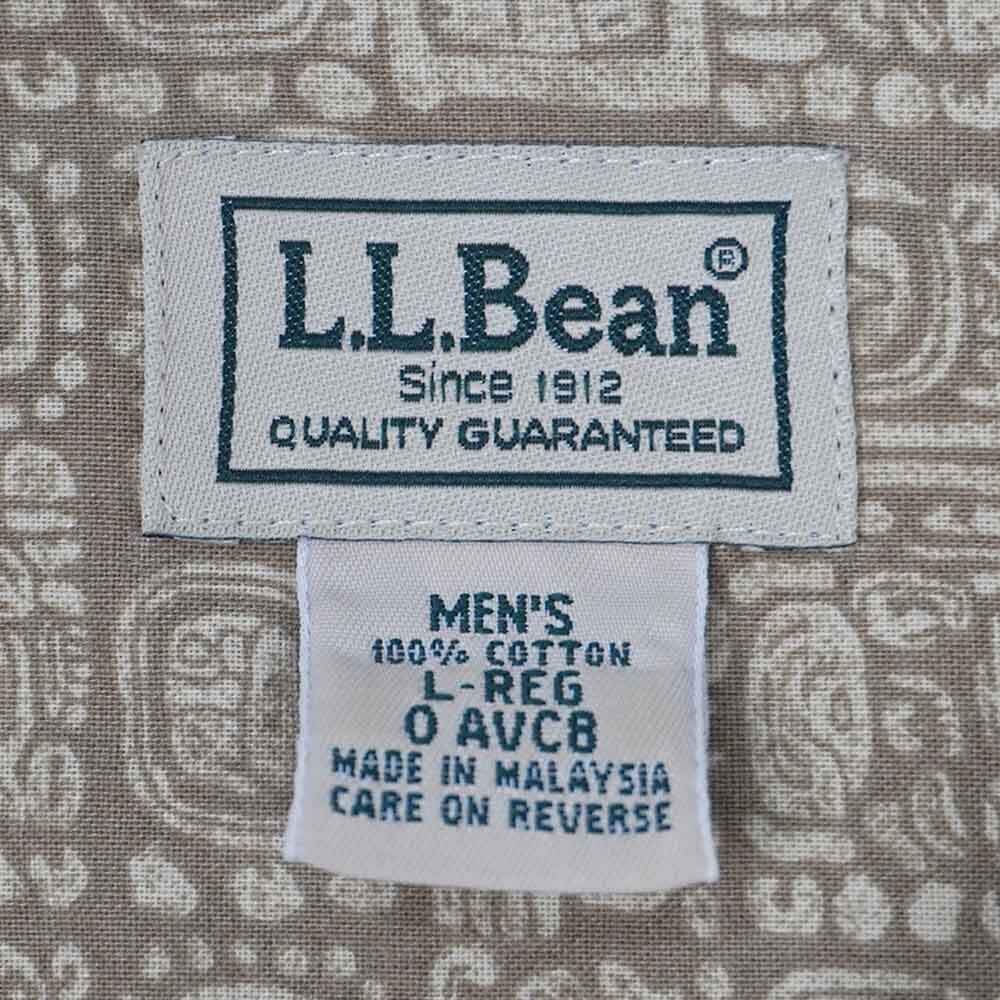 L.L.Bean®
Since 1912
QUALITY GUARANTEED
MEN'S
100% COTTON
L-REG
0 AVCB
MADE IN MALAYSIA
CARE ON REVERSE